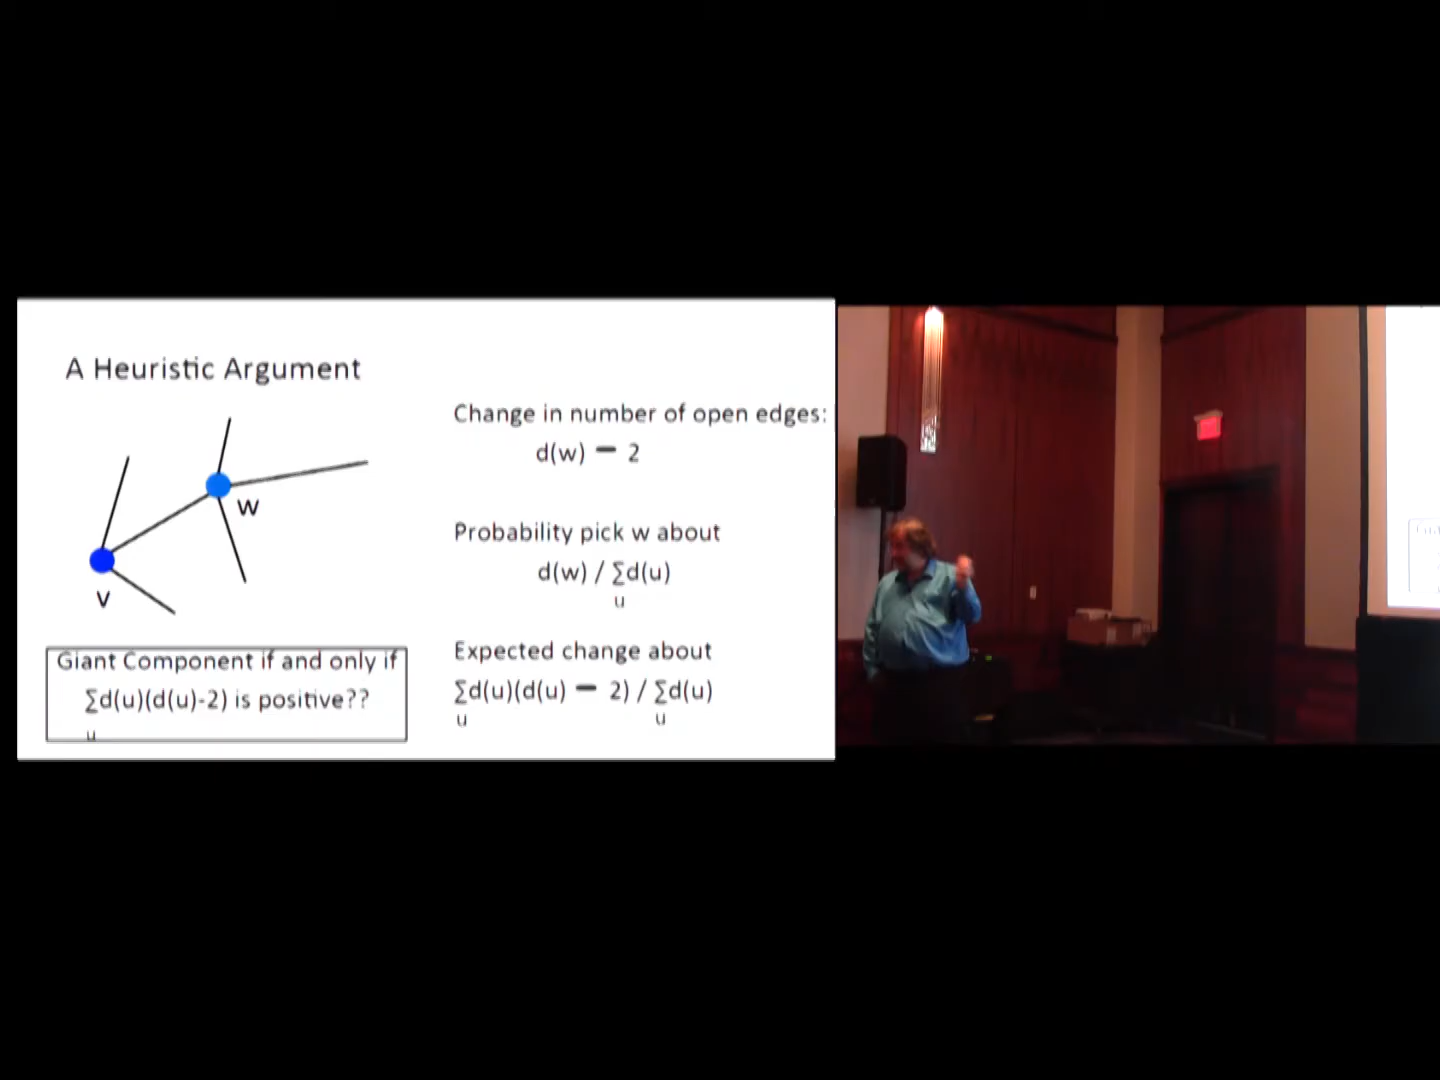 A Heuristic Argument
w
v
Giant Component if and only if
∑d(u)(d(u)-2) is positive??
u
Change in number of open edges:
d(w) − 2
Probability pick w about
d(w) / ∑d(u)
u
Expected change about
∑d(u)(d(u) − 2) / ∑d(u)
u u